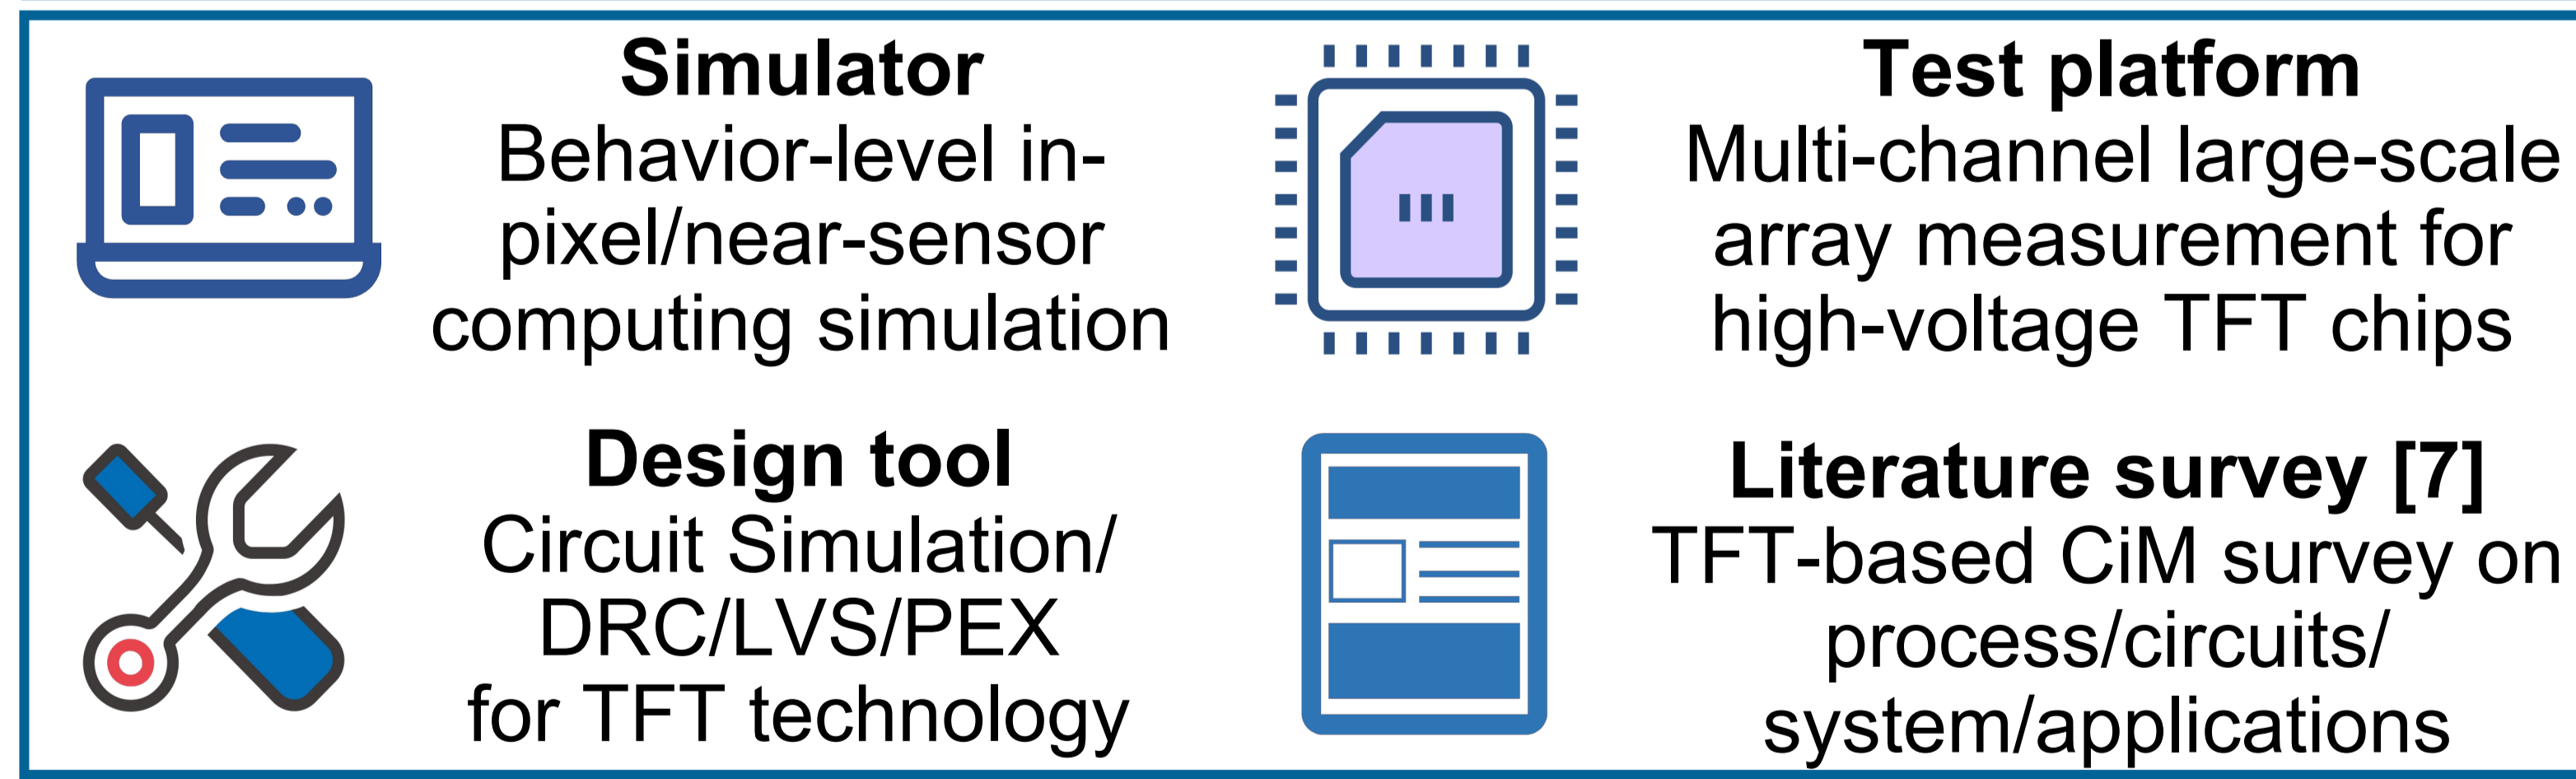 Simulator
Behavior-level in-
pixel/near-sensor
computing simulation
Test platform
Multi-channel large-scale
array measurement for
high-voltage TFT chips
Design tool
Circuit Simulation/
DRC/LVS/PEX
for TFT technology
Literature survey [7]
TFT-based CiM survey on
process/circuits/
system/applications